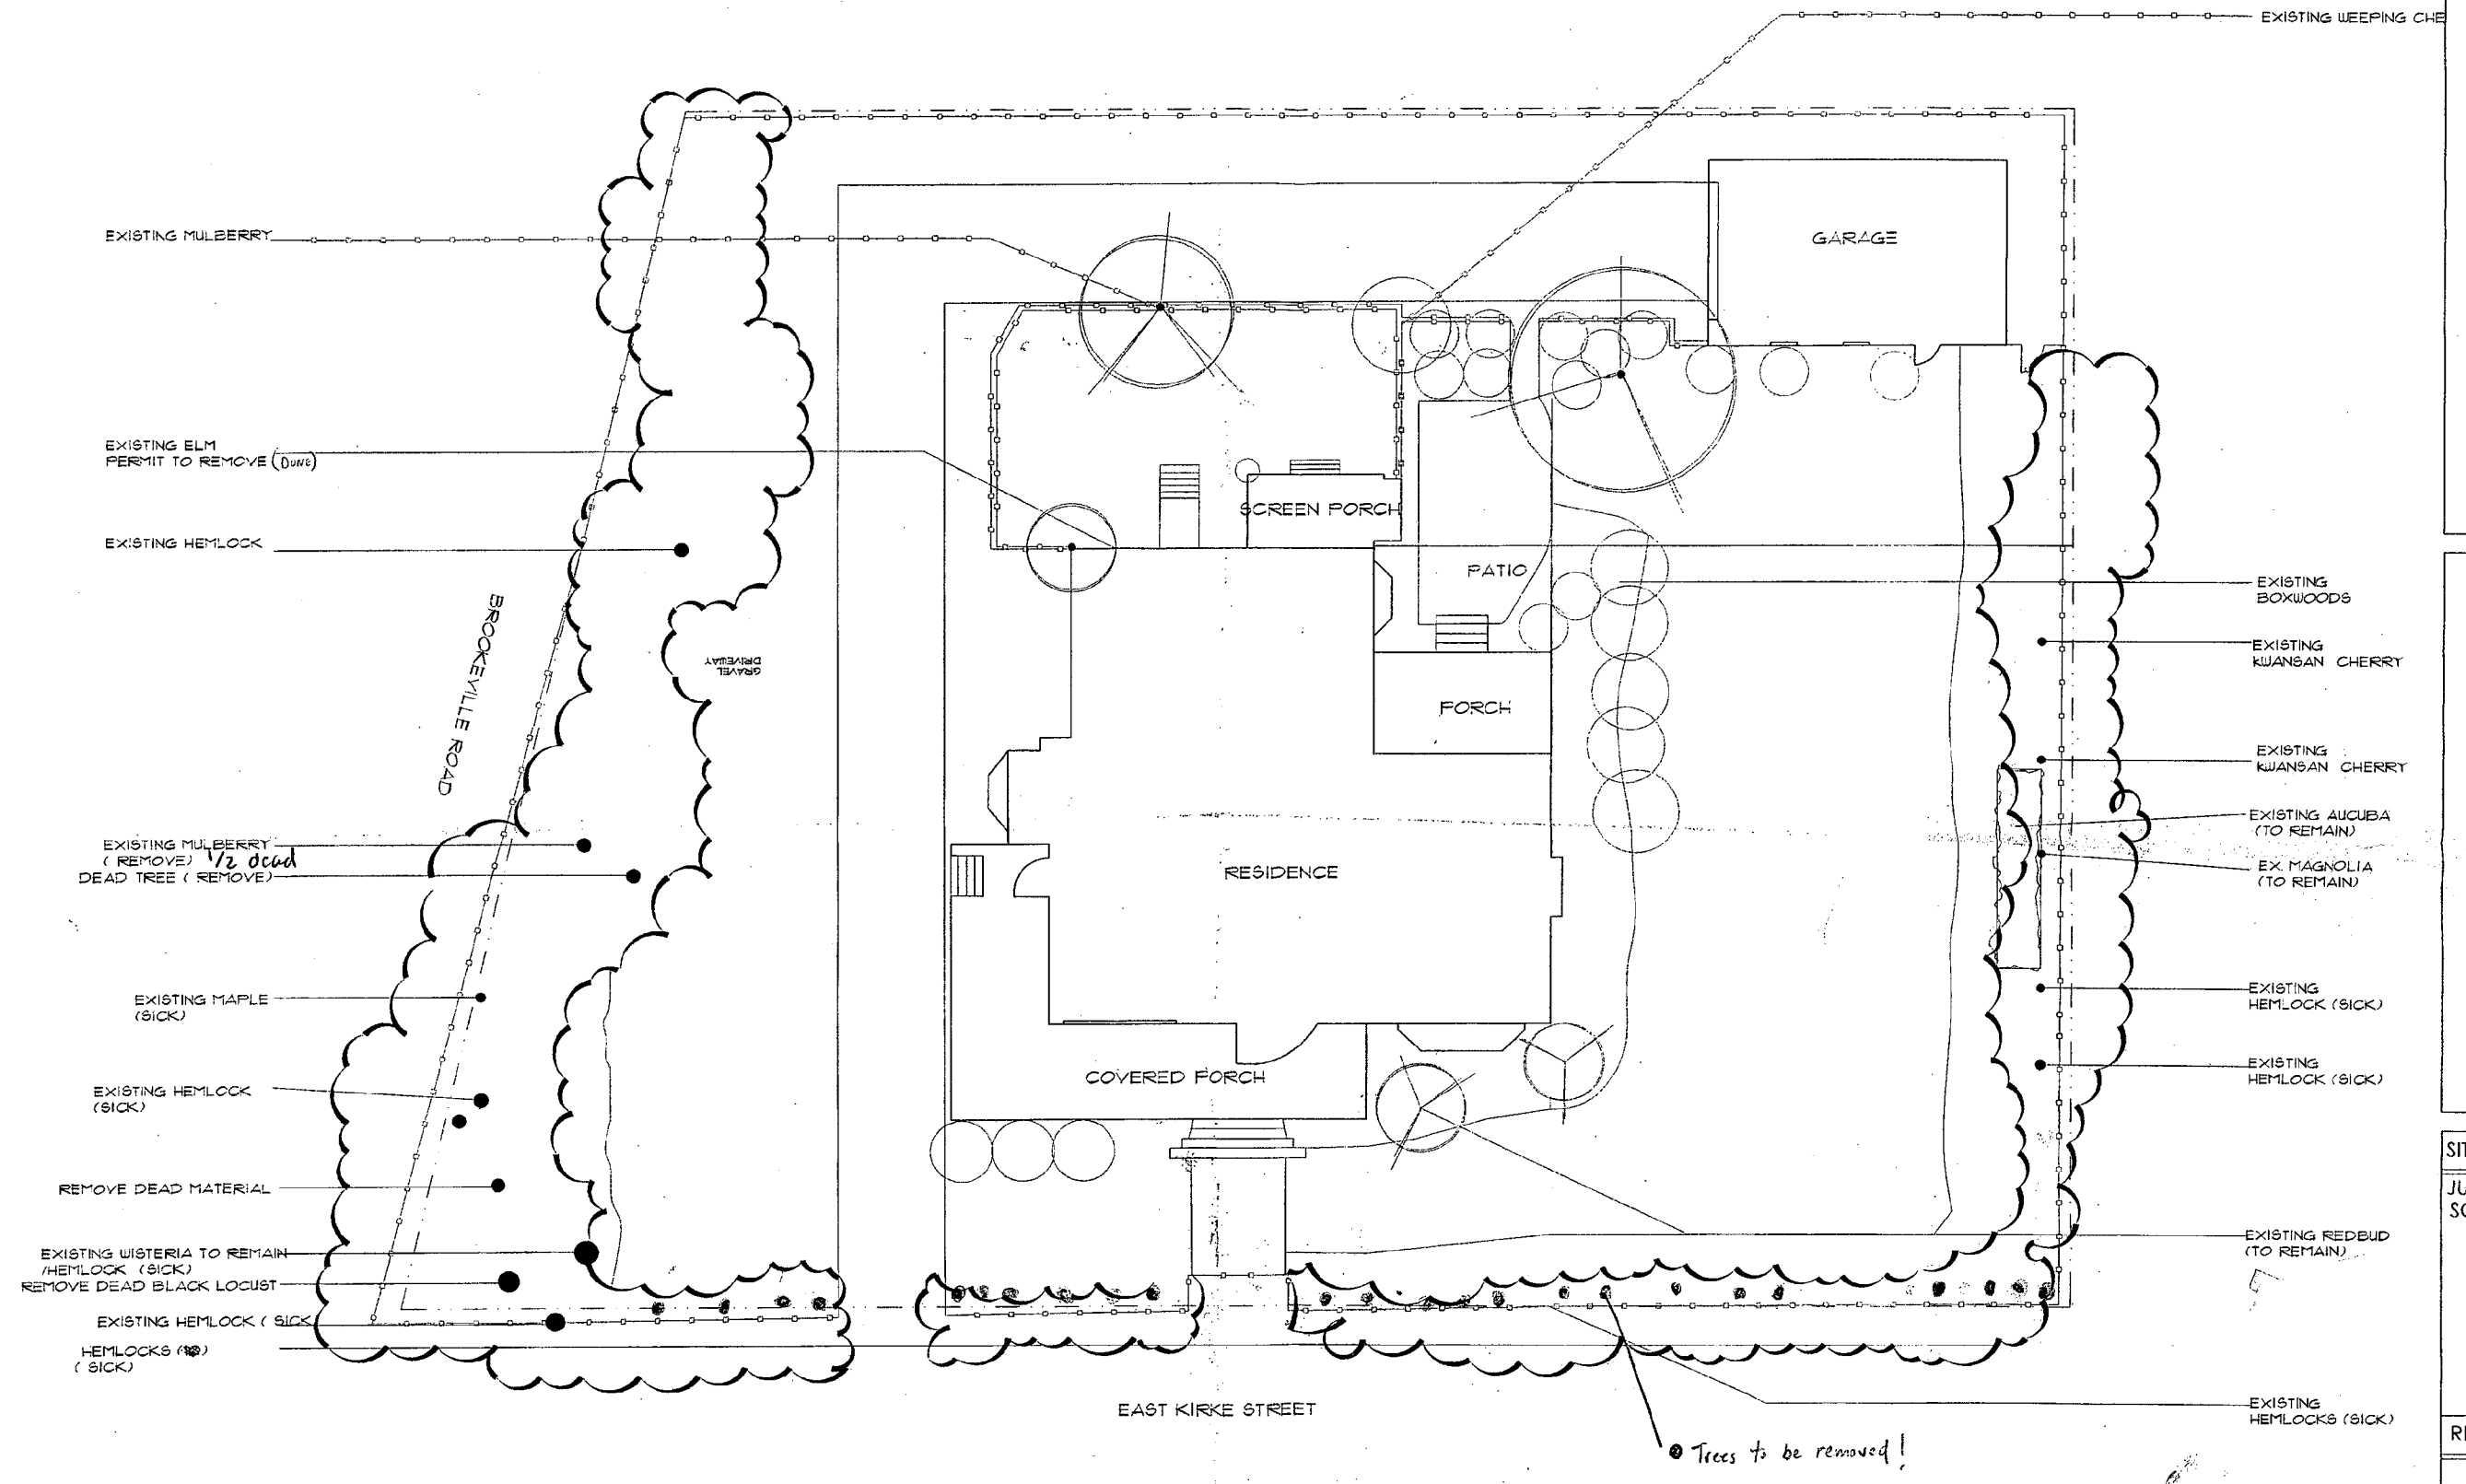 EXISTING WEEPING CHE
EXISTING MULBERRY
GARAGE
EXISTING ELM
PERMIT TO REMOVE (DONE)
SCREEN PORCH
EXISTING HEMLOCK
PATIO
EXISTING
BOXWOODS
BROOKEVILLE ROAD
GRAVEL
DRIVEWAY
EXISTING
KWANSAN CHERRY
PORCH
EXISTING
KWANSAN CHERRY
EXISTING AUCUBA
(TO REMAIN)
EXISTING MULBERRY
(REMOVE) 1/2 dead
DEAD TREE (REMOVE)
RESIDENCE
EX. MAGNOLIA
(TO REMAIN)
EXISTING MAPLE
(SICK)
EXISTING
HEMLOCK (SICK)
EXISTING HEMLOCK
(SICK)
COVERED PORCH
EXISTING
HEMLOCK (SICK)
SIT
REMOVE DEAD MATERIAL
JU
SC
EXISTING WISTERIA TO REMAIN
/HEMLOCK (SICK)
EXISTING REDBUD
(TO REMAIN)
REMOVE DEAD BLACK LOCUST
EXISTING HEMLOCK (SICK
HEMLOCKS
(SICK)
EAST KIRKE STREET
EXISTING
HEMLOCKS (SICK)
Trees to be removed!